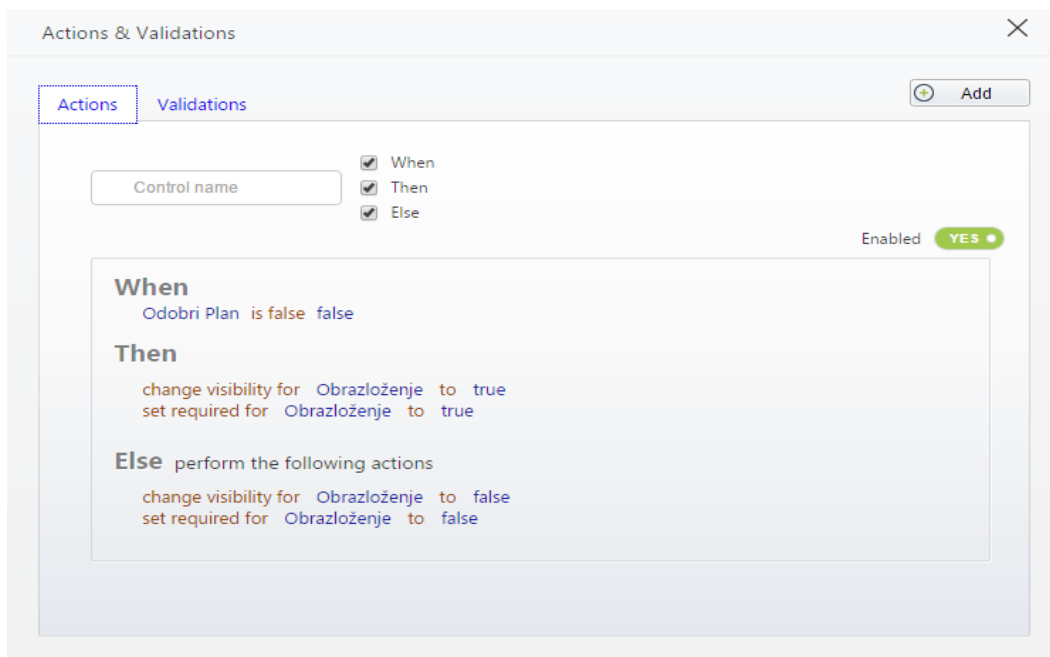 Actions & Validations
Actions Validations
Add
Control name
When
Then
Else
Enabled YES
When
Odobri Plan is false false
Then
change visibility for Obrazloženje to true
set required for Obrazloženje to true
Else perform the following actions
change visibility for Obrazloženje to false
set required for Obrazloženje to false